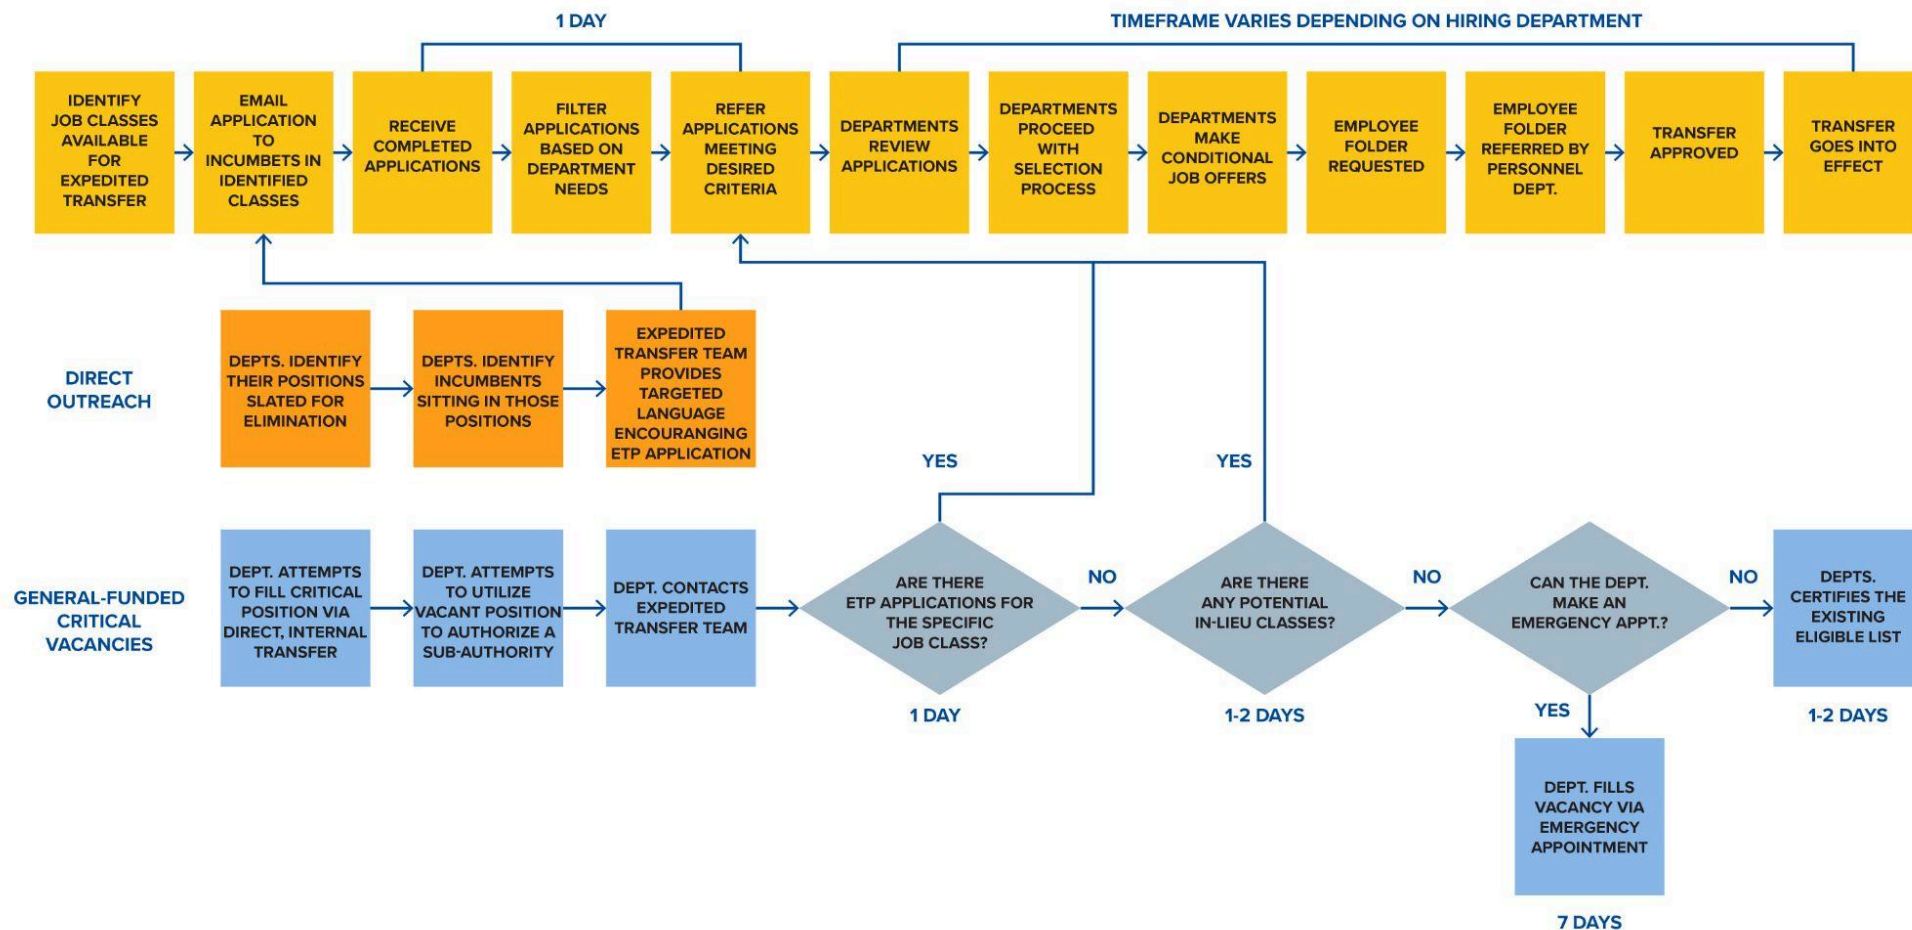 1 DAY
TIMEFRAME VARIES DEPENDING ON HIRING DEPARTMENT
IDENTIFY
JOB CLASSES
AVAILABLE
FOR
EXPEDITED
TRANSFER
EMAIL
APPLICATION
TO
INCUMBETS IN
IDENTIFIED
CLASSES
RECEIVE
COMPLETED
APPLICATIONS
FILTER
APPLICATIONS
BASED ON
DEPARTMENT
NEEDS
REFER
APPLICATIONS
MEETING
DESIRED
CRITERIA
DEPARTMENTS
REVIEW
APPLICATIONS
DEPARTMENTS
PROCEED
WITH
SELECTION
PROCESS
DEPARTMENTS
MAKE
CONDITIONAL
JOB OFFERS
EMPLOYEE
FOLDER
REQUESTED
EMPLOYEE
FOLDER
REFERRED BY
PERSONNEL
DEPT.
TRANSFER
APPROVED
TRANSFER
GOES INTO
EFFECT
DIRECT
OUTREACH
DEPTS. IDENTIFY
THEIR POSITIONS
SLATED FOR
ELIMINATION
DEPTS. IDENTIFY
INCUMBENTS
SITTING IN THOSE
POSITIONS
EXPEDITED
TRANSFER TEAM
PROVIDES
TARGETED
LANGUAGE
ENCOURANGING
ETP APPLICATION
YES
YES
GENERAL-FUNDED
CRITICAL
VACANCIES
DEPT. ATTEMPTS
TO FILL CRITICAL
POSITION VIA
DIRECT, INTERNAL
TRANSFER
DEPT. ATTEMPTS
TO UTILIZE
VACANT POSITION
TO AUTHORIZE A
SUB-AUTHORITY
DEPT. CONTACTS
EXPEDITED
TRANSFER TEAM
ARE THERE
ETP APPLICATIONS FOR
THE SPECIFIC
JOB CLASS?
NO
ARE THERE
ANY POTENTIAL
IN-LIEU CLASSES?
NO
CAN THE DEPT.
MAKE AN
EMERGENCY APPT.?
NO
DEPTS.
CERTIFIES THE
EXISTING
ELIGIBLE LIST
1 DAY
1-2 DAYS
YES
1-2 DAYS
DEPT. FILLS
VACANCY VIA
EMERGENCY
APPOINTMENT
7 DAYS